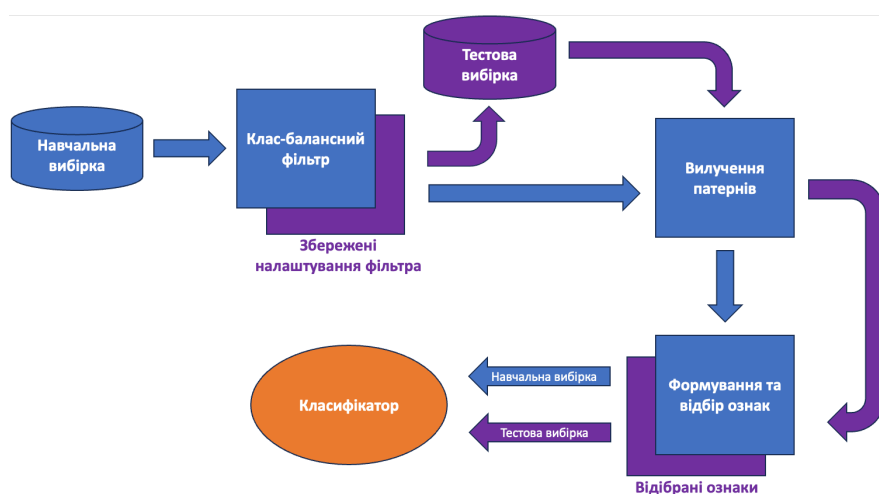 Тестова
вибірка
Навчальна
вибірка
Клас-балансний
фільтр
Вилучення
патернів
Збережені
налаштування фільтра
Класифікатор
Навчальна вибірка
Тестова вибірка
Формування та
відбір ознак
Відібрані ознаки